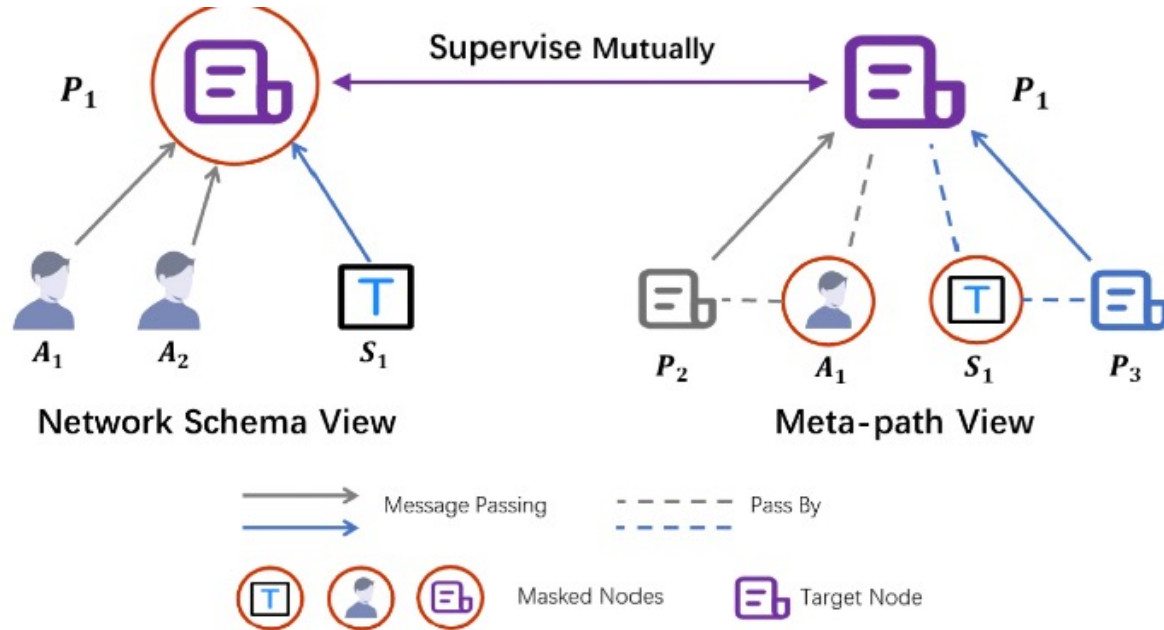 Supervise Mutually
P₁
P₁
A₁
A₂
T
S₁
P₂
A₁
T
S₁
P₃
Network Schema View
Meta-path View
Message Passing
Pass By
T
Masked Nodes
Target Node